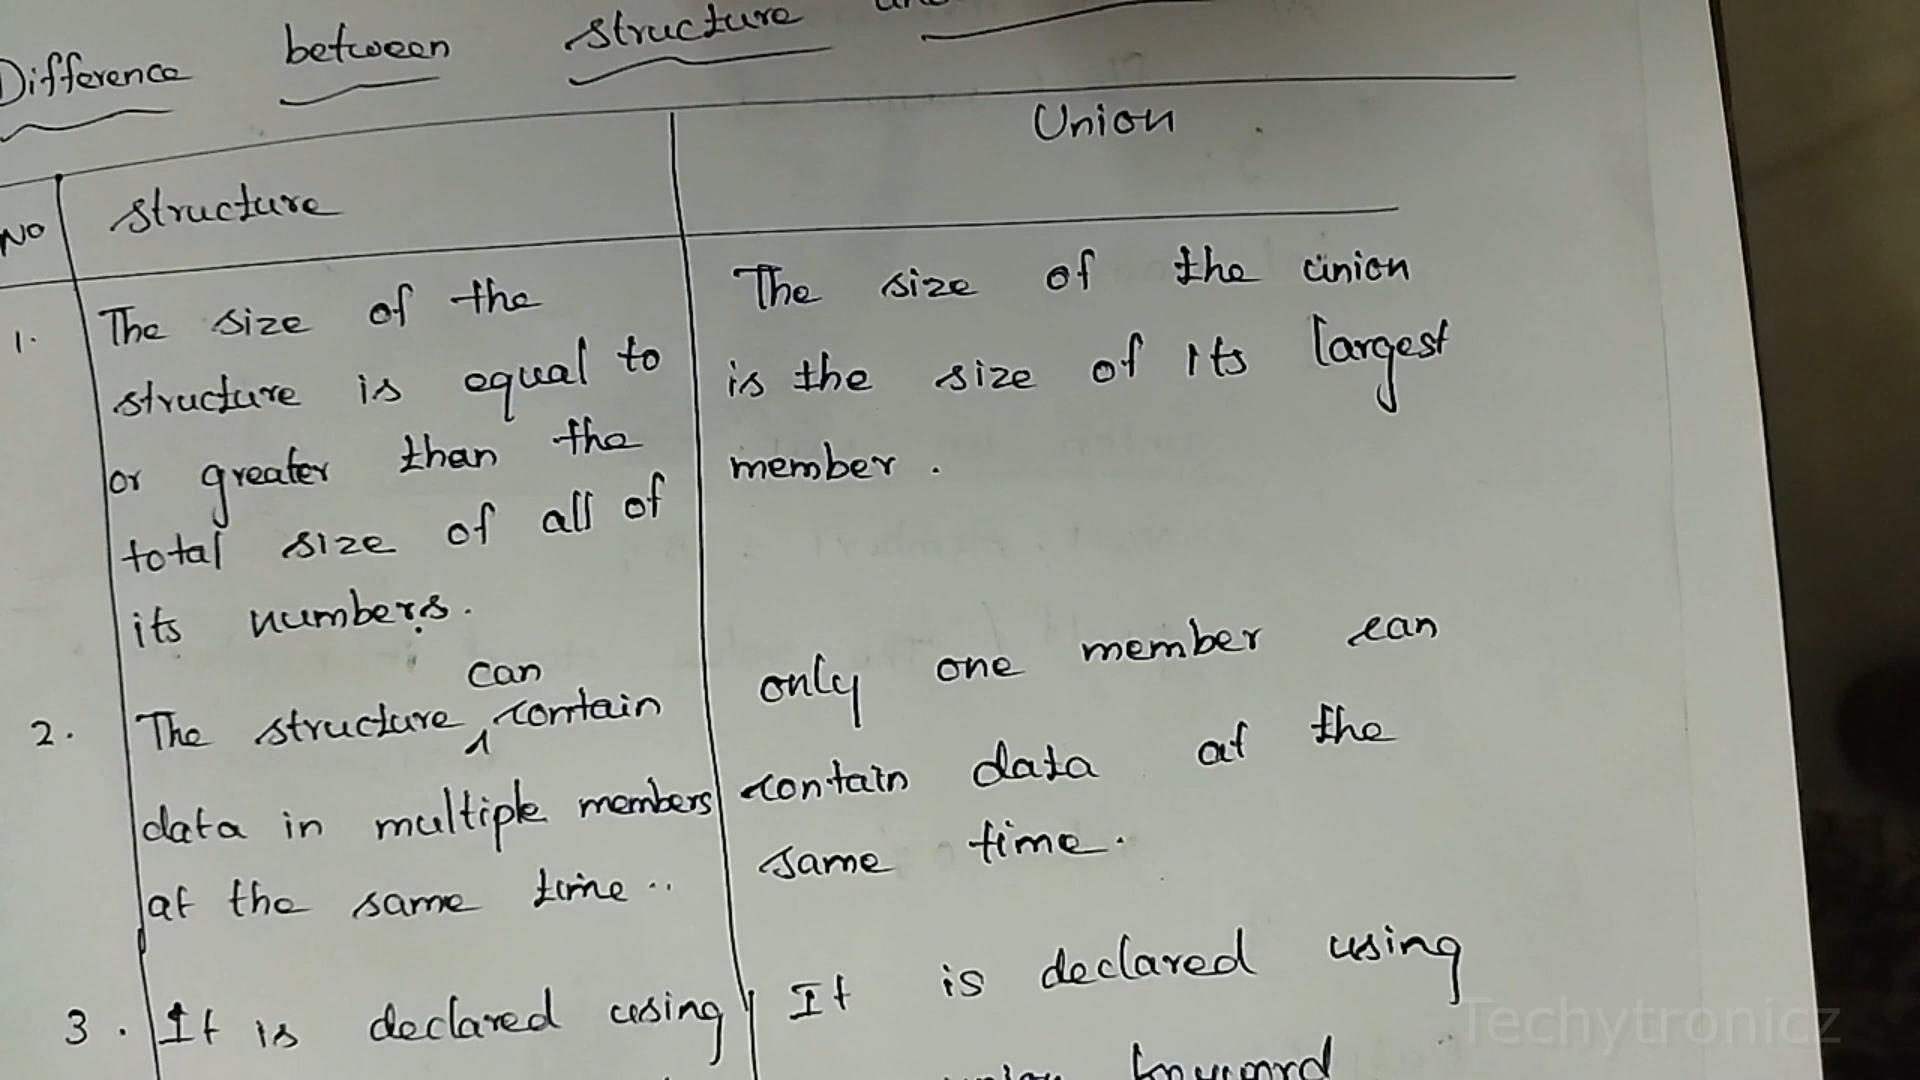 Difference between structure
No
structure
Union
1.
The size of the
structure is equal to
or greater than the
total size of all of
its numbers.
The size of the union
is the size of its largest
member.
2.
can
The structure ʌ contain
data in multiple members
at the same time..
only one member can
contain data at the
same time.
3.
It is declared using
It is declared using
keyword
Techytronicz